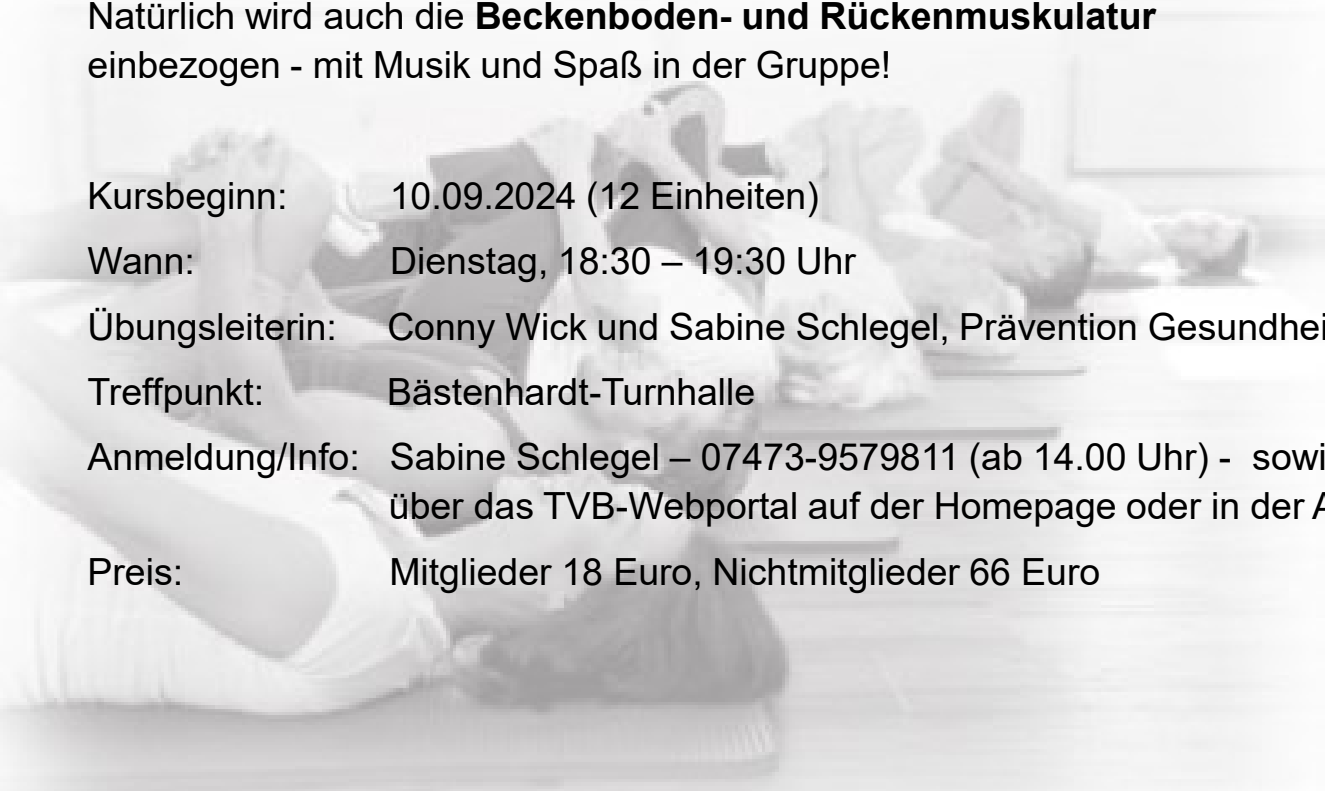 Natürlich wird auch die Beckenboden- und Rückenmuskulatur
einbezogen - mit Musik und Spaß in der Gruppe!
Kursbeginn: 10.09.2024 (12 Einheiten)
Wann: Dienstag, 18:30 – 19:30 Uhr
Übungsleiterin: Conny Wick und Sabine Schlegel, Prävention
Treffpunkt: Bästenhardt-Turnhalle
Anmeldung/Info: Sabine Schlegel – 07473-9579811 (ab 14.00 Uhr) -
über das TVB-Webportal auf der Homepage oder in der
Preis: Mitglieder 18 Euro, Nichtmitglieder 66 Euro